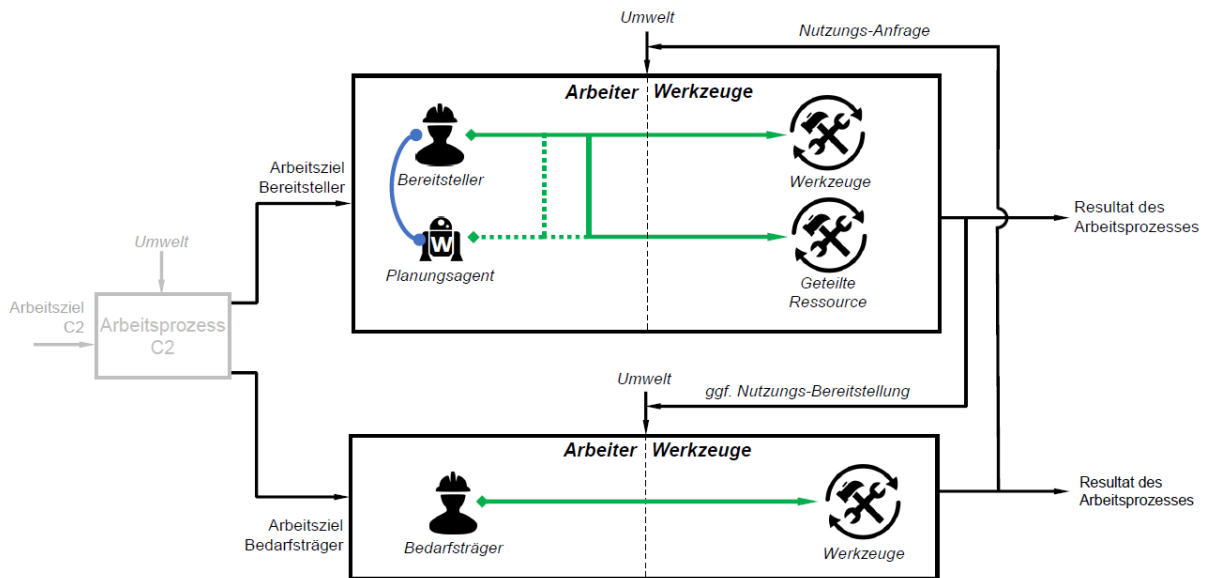 Umwelt
Nutzungs-Anfrage
Arbeiter Werkzeuge
Bereitsteller
Werkzeuge
Arbeitsziel
Bereitsteller
W
Planungsagent
Geteilte
Ressource
Resultat des
Arbeitsprozesses
Umwelt
Arbeitsziel
C2
Arbeitsprozess
C2
Umwelt
ggf. Nutzungs-Bereitstellung
Arbeiter Werkzeuge
Arbeitsziel
Bedarfsträger
Bedarfsträger
Werkzeuge
Resultat des
Arbeitsprozesses